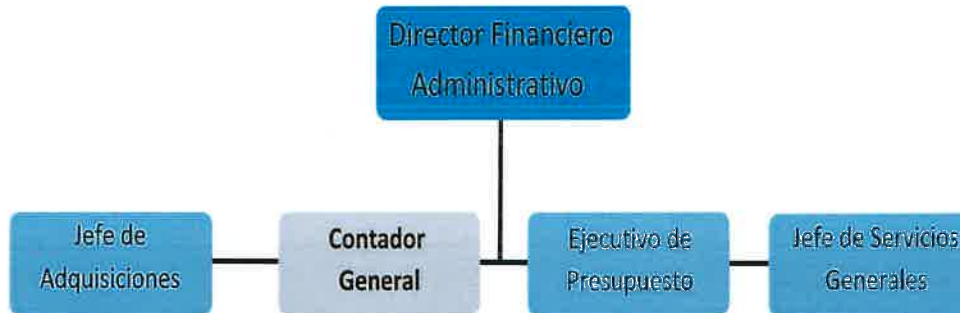 Director Financiero
Administrativo
Jefe de
Adquisiciones
Contador
General
Ejecutivo de
Presupuesto
Jefe de Servicios
Generales